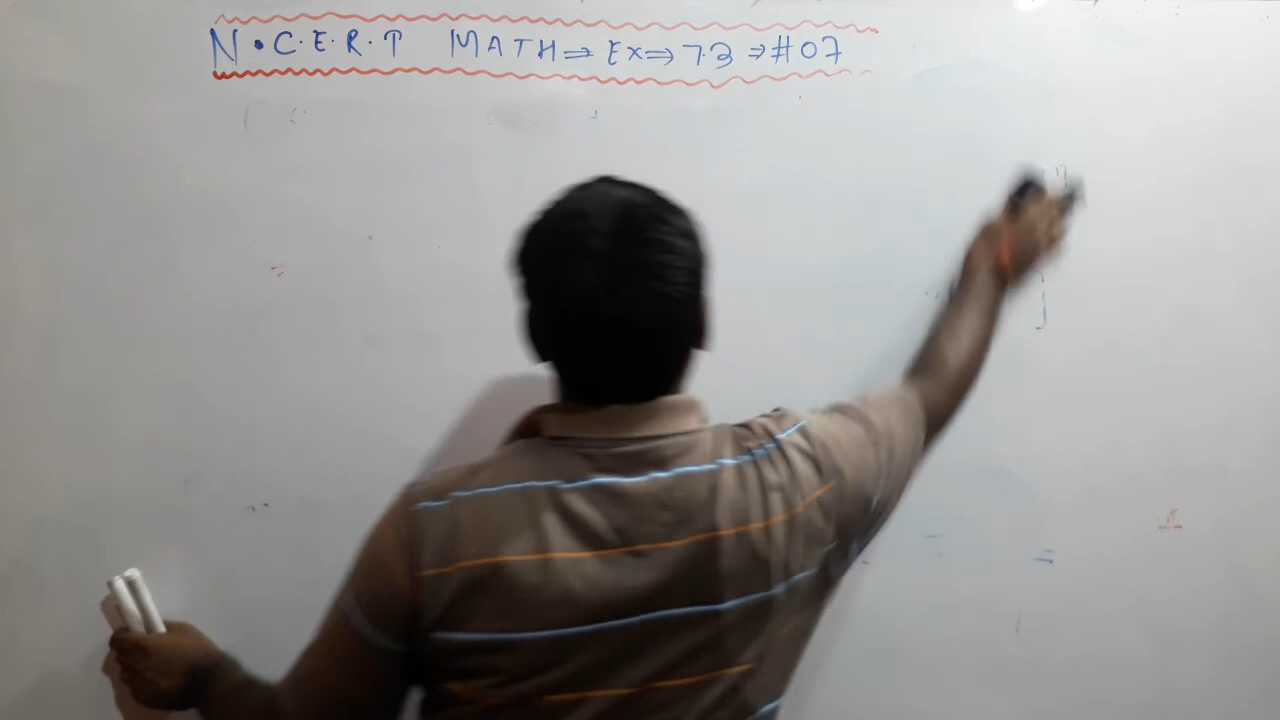 N.C.E.R.T MATH ⇒ Ex ⇒ 7.3 ⇒ #07